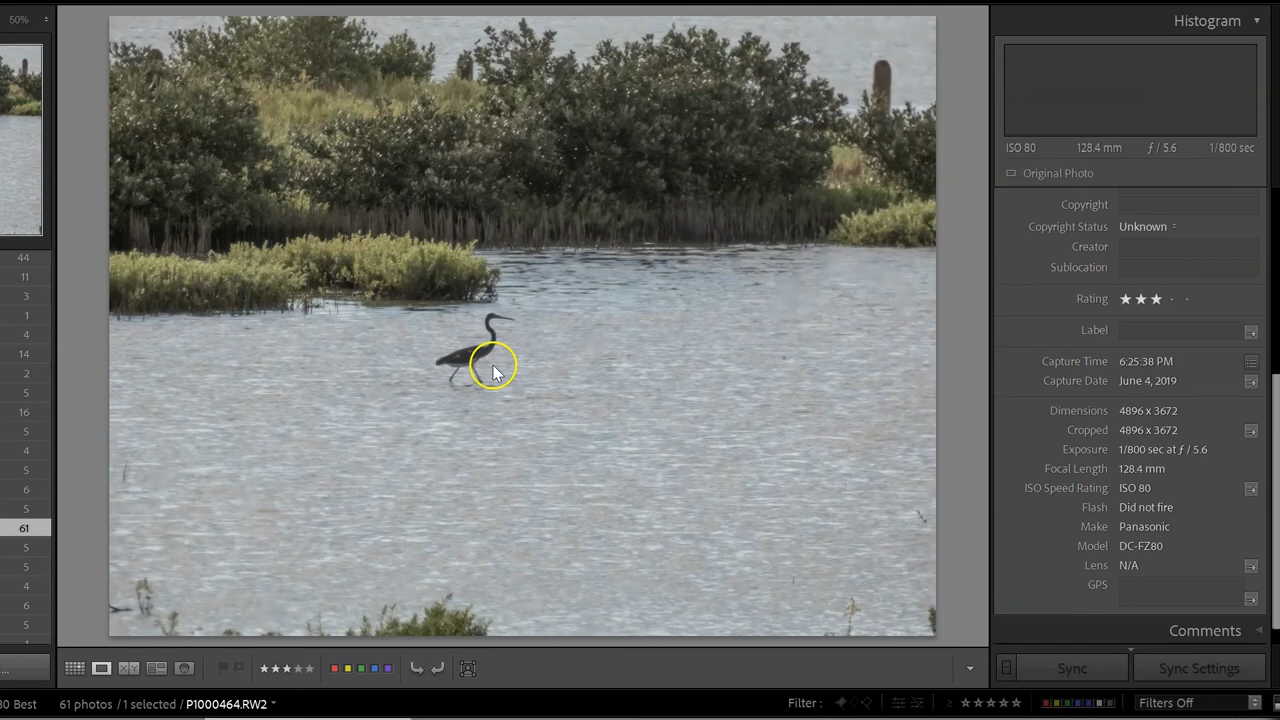 50%
44
11
3
1
4
14
2
5
16
5
4
5
6
5
61
5
5
4
6
5
...
Histogram
ISO 80 128.4 mm ƒ / 5.6 1/800 sec
Original Photo
Copyright
Copyright Status Unknown
Creator
Sublocation
Rating ★ ★ ★ · ·
Label
Capture Time 6:25:38 PM
Capture Date June 4, 2019
Dimensions 4896 x 3672
Cropped 4896 x 3672
Exposure 1/800 sec at ƒ / 5.6
Focal Length 128.4 mm
ISO Speed Rating ISO 80
Flash Did not fire
Make Panasonic
Model DC-FZ80
Lens N/A
GPS
Comments
Sync Sync Settings
XY
30 Best 61 photos / 1 selected / P1000464.RW2 Filter : Filters Off